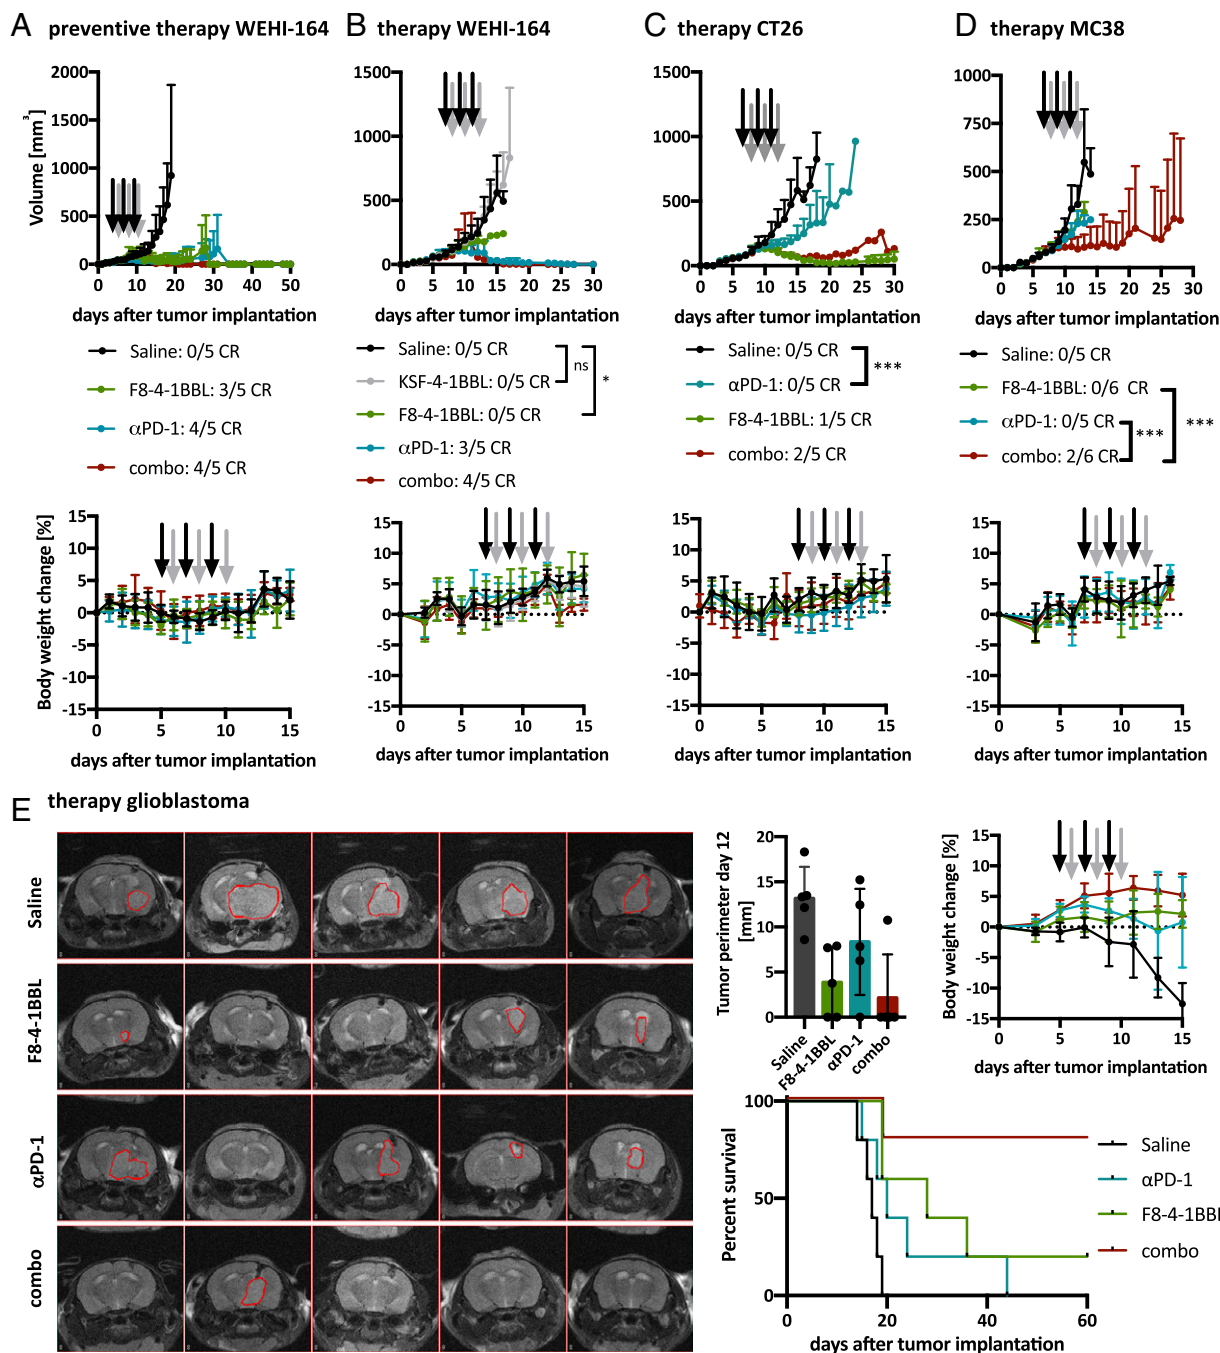 A preventive therapy WEHI-164
2000
1500
1000
500
0
Volume [mm³]
0 10 20 30 40 50
days after tumor implantation
Saline: 0/5 CR
F8-4-1BBL: 3/5 CR
αPD-1: 4/5 CR
combo: 4/5 CR
15
10
5
0
-5
-10
-15
Body weight change [%]
0 5 10 15
days after tumor implantation
B therapy WEHI-164
1500
1000
500
0
0 5 10 15 20 25 30
days after tumor implantation
Saline: 0/5 CR
KSF-4-1BBL: 0/5 CR
F8-4-1BBL: 0/5 CR
αPD-1: 3/5 CR
combo: 4/5 CR
ns
*
15
10
5
0
-5
-10
-15
0 5 10 15
days after tumor implantation
C therapy CT26
1500
1000
500
0
0 5 10 15 20 25 30
days after tumor implantation
Saline: 0/5 CR
αPD-1: 0/5 CR
F8-4-1BBL: 1/5 CR
combo: 2/5 CR
***
15
10
5
0
-5
-10
-15
0 5 10 15
days after tumor implantation
D therapy MC38
1000
750
500
250
0
0 5 10 15 20 25 30
days after tumor implantation
Saline: 0/5 CR
F8-4-1BBL: 0/6 CR
αPD-1: 0/5 CR
combo: 2/6 CR
***
***
15
10
5
0
-5
-10
-15
0 5 10 15
days after tumor implantation
E therapy glioblastoma
Saline
F8-4-1BBL
αPD-1
combo
Tumor perimeter day 12
[mm]
20
15
10
5
0
Saline
F8-4-1BBL
αPD-1
combo
Body weight change [%]
15
10
5
0
-5
-10
-15
0 5 10 15
days after tumor implantation
Percent survival
100
50
0
0 20 40 60
days after tumor implantation
Saline
αPD-1
F8-4-1BBl
combo